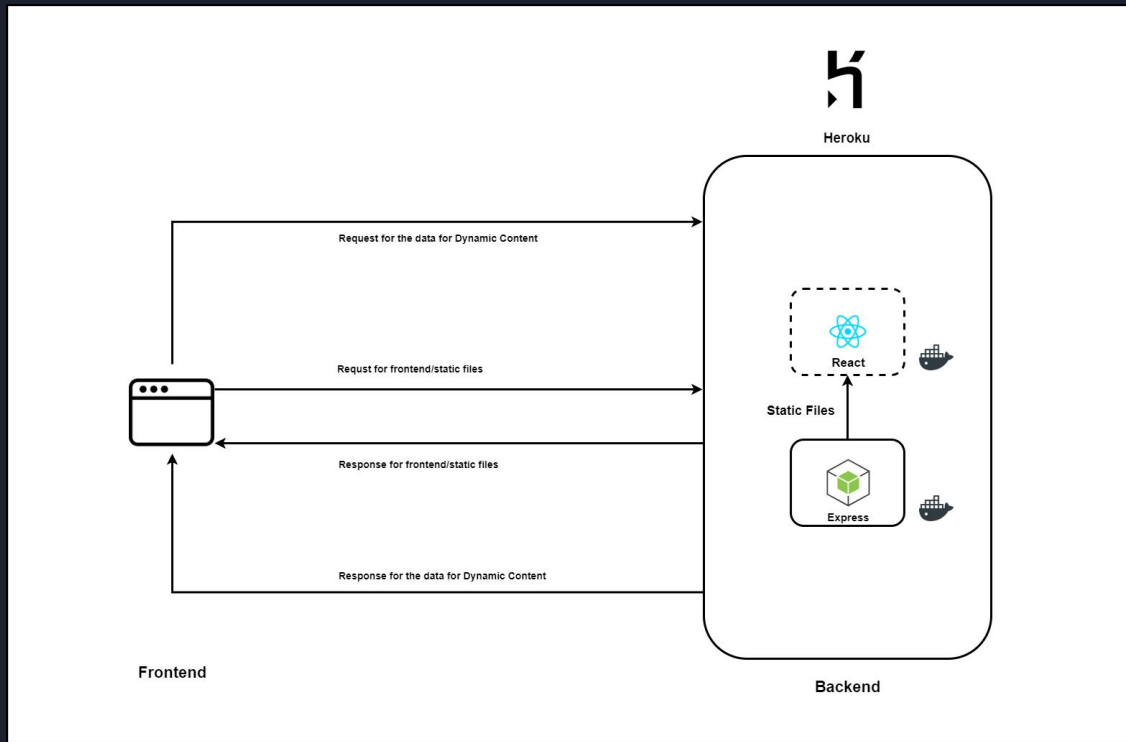 Heroku
Request for the data for Dynamic Content
React
Requst for frontend/static files
Static Files
Response for frontend/static files
Express
Response for the data for Dynamic Content
Frontend
Backend